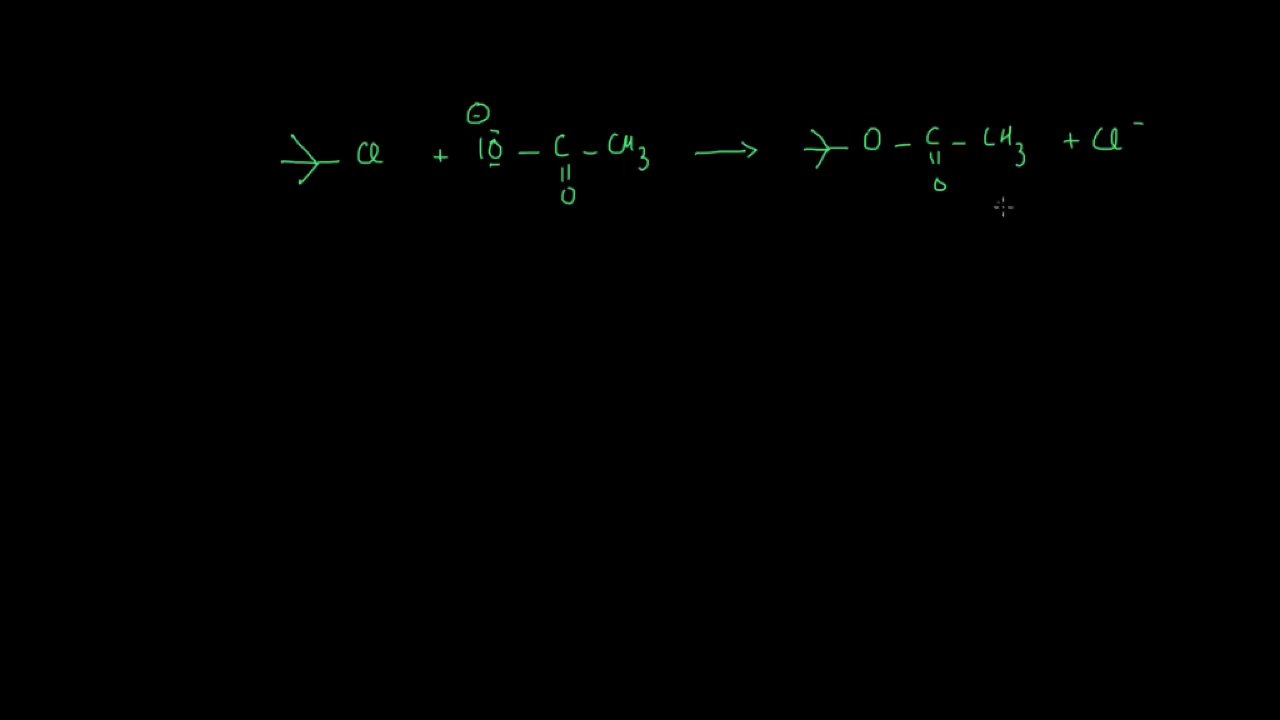 ⊖
Cl + |O̲̅ – C – CH₃ ⟶ O – C – CH₃ + Cl⁻
|| ||
O O